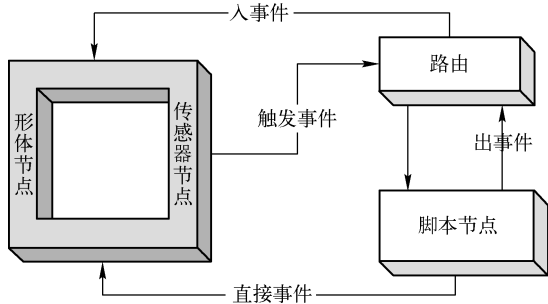 入事件
路由
形体节点
传感器节点
触发事件
出事件
脚本节点
直接事件